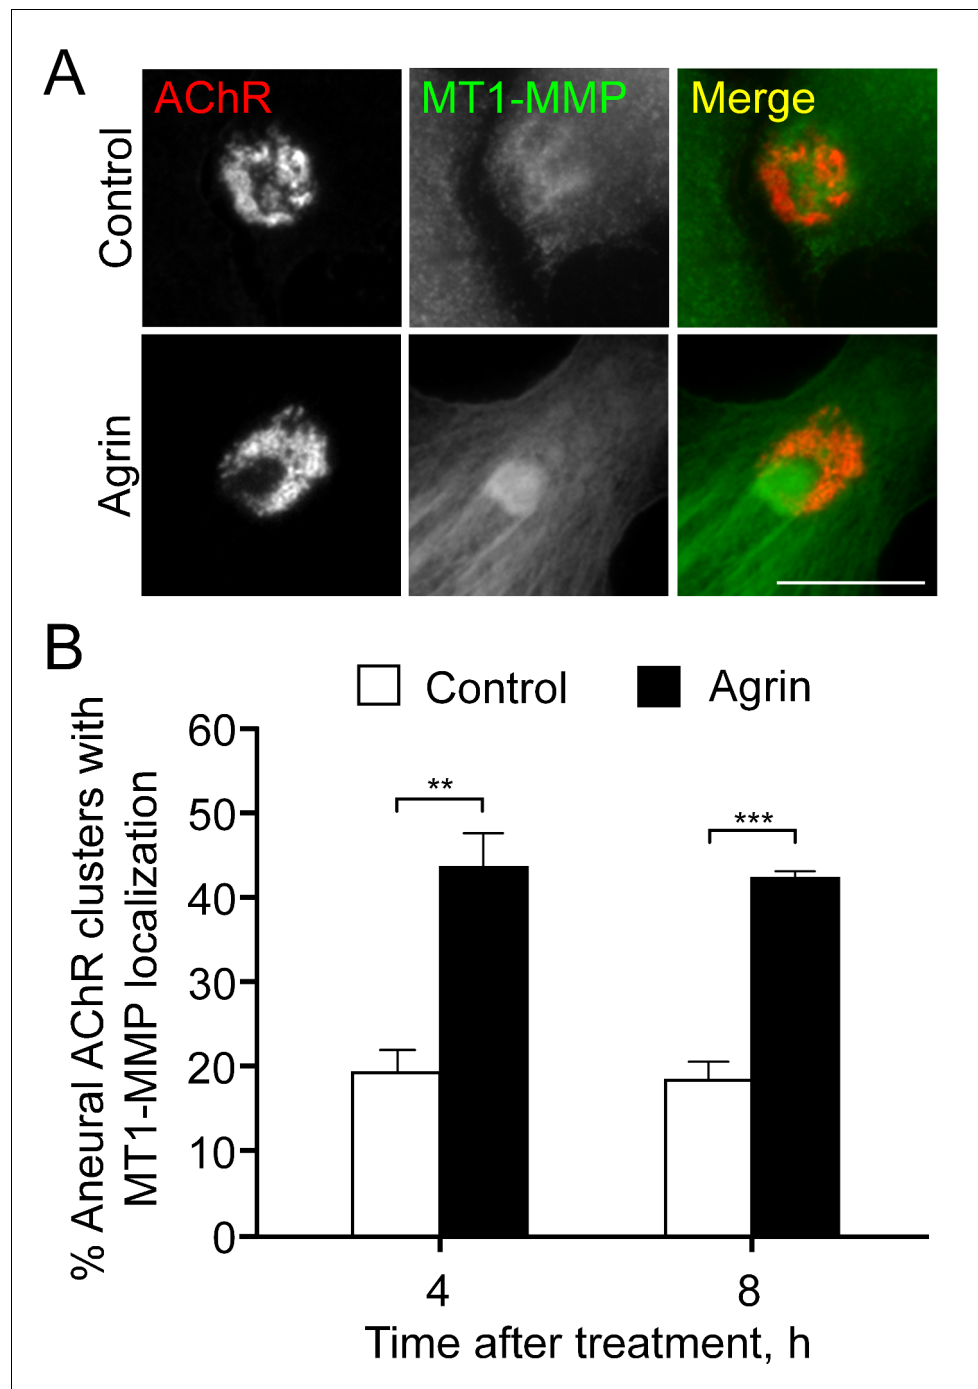 A
AChR
MT1-MMP
Merge
Control
Agrin
B
Control
Agrin
% Aneural AChR clusters with
MT1-MMP localization
60
50
40
30
20
10
0
**
***
4
8
Time after treatment, h